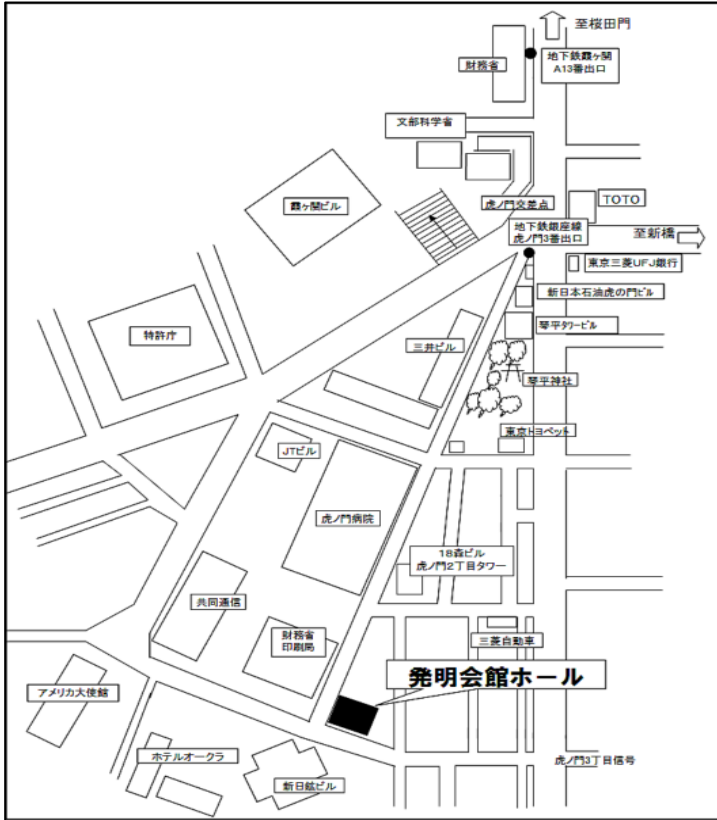 至桜田門
財務省
地下鉄霞ヶ関
A13番出口
文部科学省
霞ヶ関ビル
虎ノ門交差点
TOTO
地下鉄銀座線
虎ノ門3番出口
至新橋
東京三菱UFJ銀行
新日本石油虎の門ビル
特許庁
琴平タワービル
三井ビル
琴平神社
東京トヨペット
JTビル
虎ノ門病院
18森ビル
虎ノ門2丁目タワー
共同通信
財務省
印刷局
三菱自動車
発明会館ホール
アメリカ大使館
ホテルオークラ
虎ノ門3丁目信号
新日鉱ビル